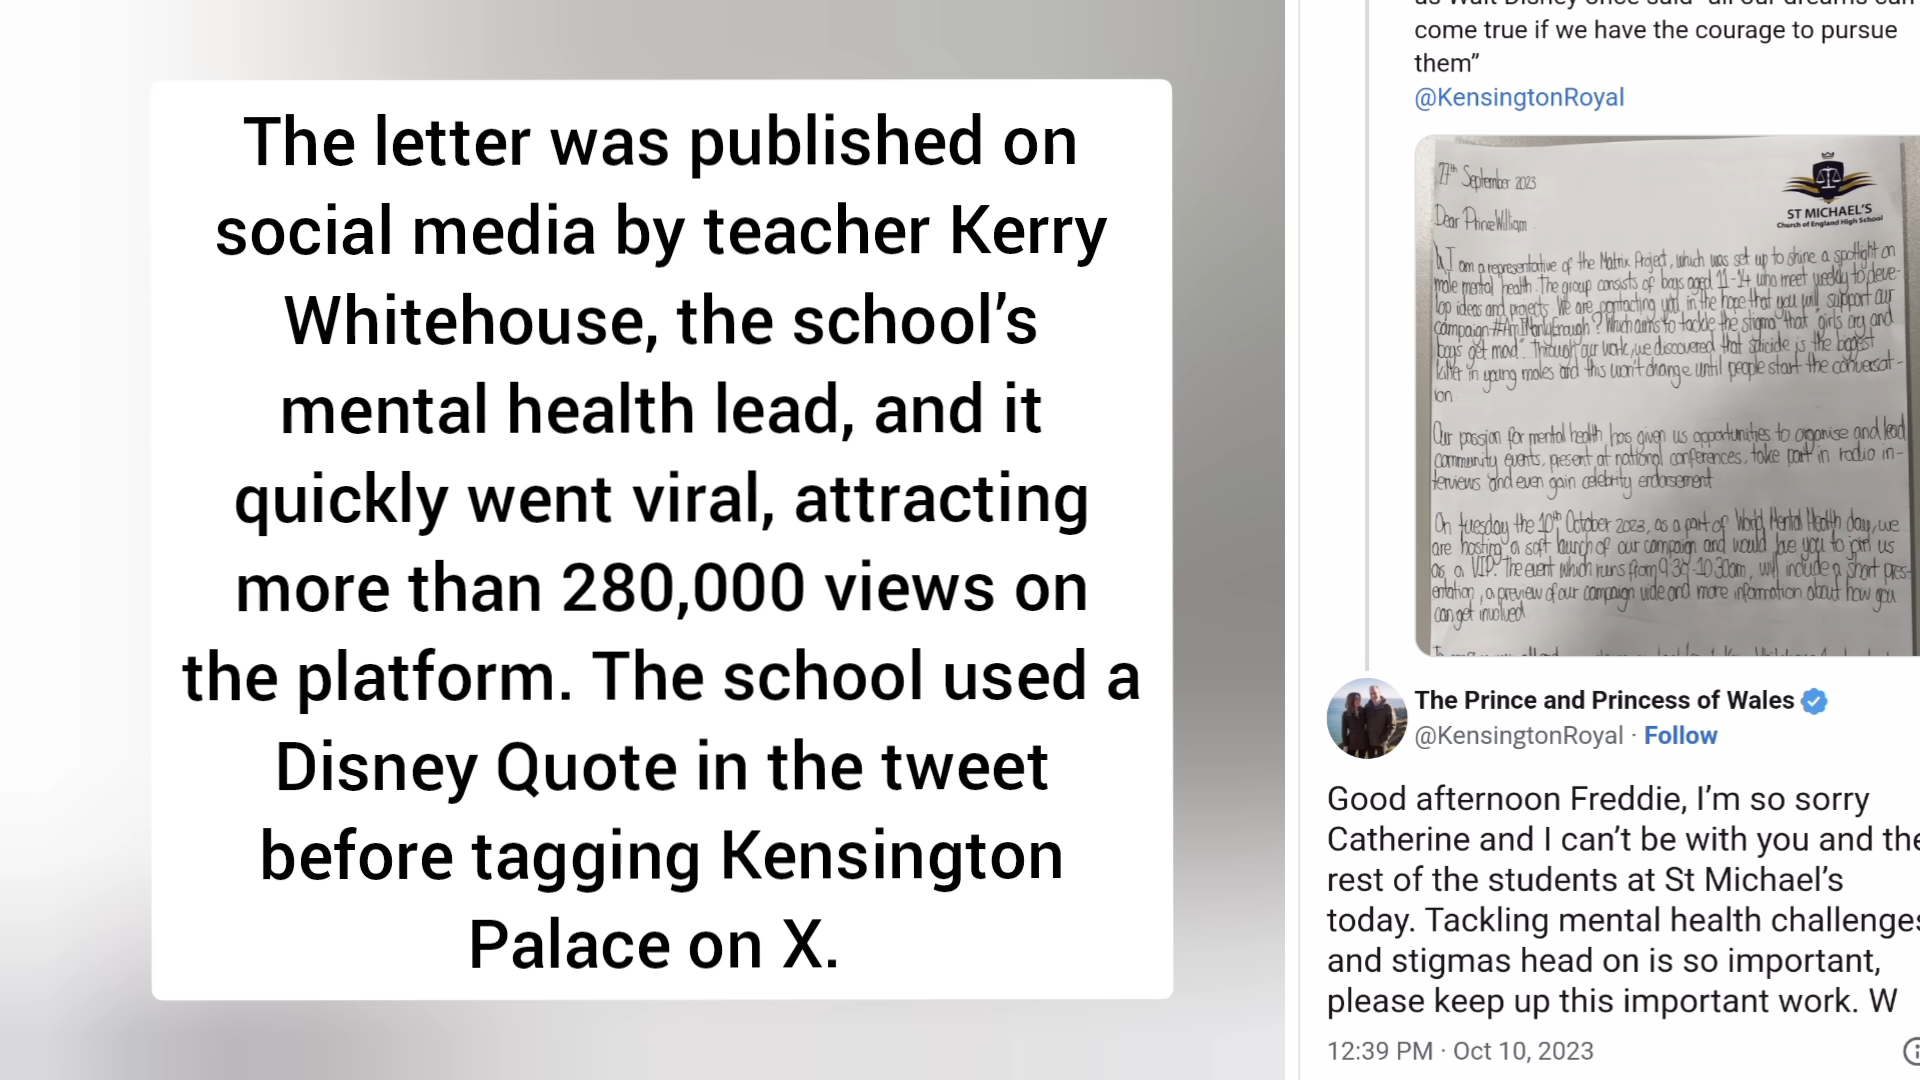 The letter was published on
social media by teacher Kerry
Whitehouse, the school’s
mental health lead, and it
quickly went viral, attracting
more than 280,000 views on
the platform. The school used a
Disney Quote in the tweet
before tagging Kensington
Palace on X.
as Walt Disney once said “all our dreams can
come true if we have the courage to pursue
them”
@KensingtonRoyal
27th September 2023
ST MICHAEL'S
Church of England High School
Dear Prince William
I am a representative of the Matrix Project, which was set up to shine a spotlight on
male mental health. The group consists of boys aged 11-14 who meet weekly to deve-
lop ideas and projects. We are contacting you in the hope that you will support our
campaign #AmIManlyEnough? Which aims to tackle the stigma that "girls cry and
boys get mad". Through our work, we discovered that suicide is the biggest
killer in young males and this won't change until people start the conversat-
ion.
Our passion for mental health has given us opportunities to organise and lead
community events, present at national conferences, take part in radio in-
terviews and even gain celebrity endorsement
On tuesday the 10th October 2023, as a part of World Mental Health day, we
are hosting a soft launch of our campaign and would love you to join us
as a VIP. The event which runs from 9:30-10:30am, will include a short pres-
entation, a preview of our campaign video and more information about how you
can get involved
The Prince and Princess of Wales
@KensingtonRoyal · Follow
Good afternoon Freddie, I’m so sorry
Catherine and I can’t be with you and the
rest of the students at St Michael’s
today. Tackling mental health challenges
and stigmas head on is so important,
please keep up this important work. W
12:39 PM · Oct 10, 2023